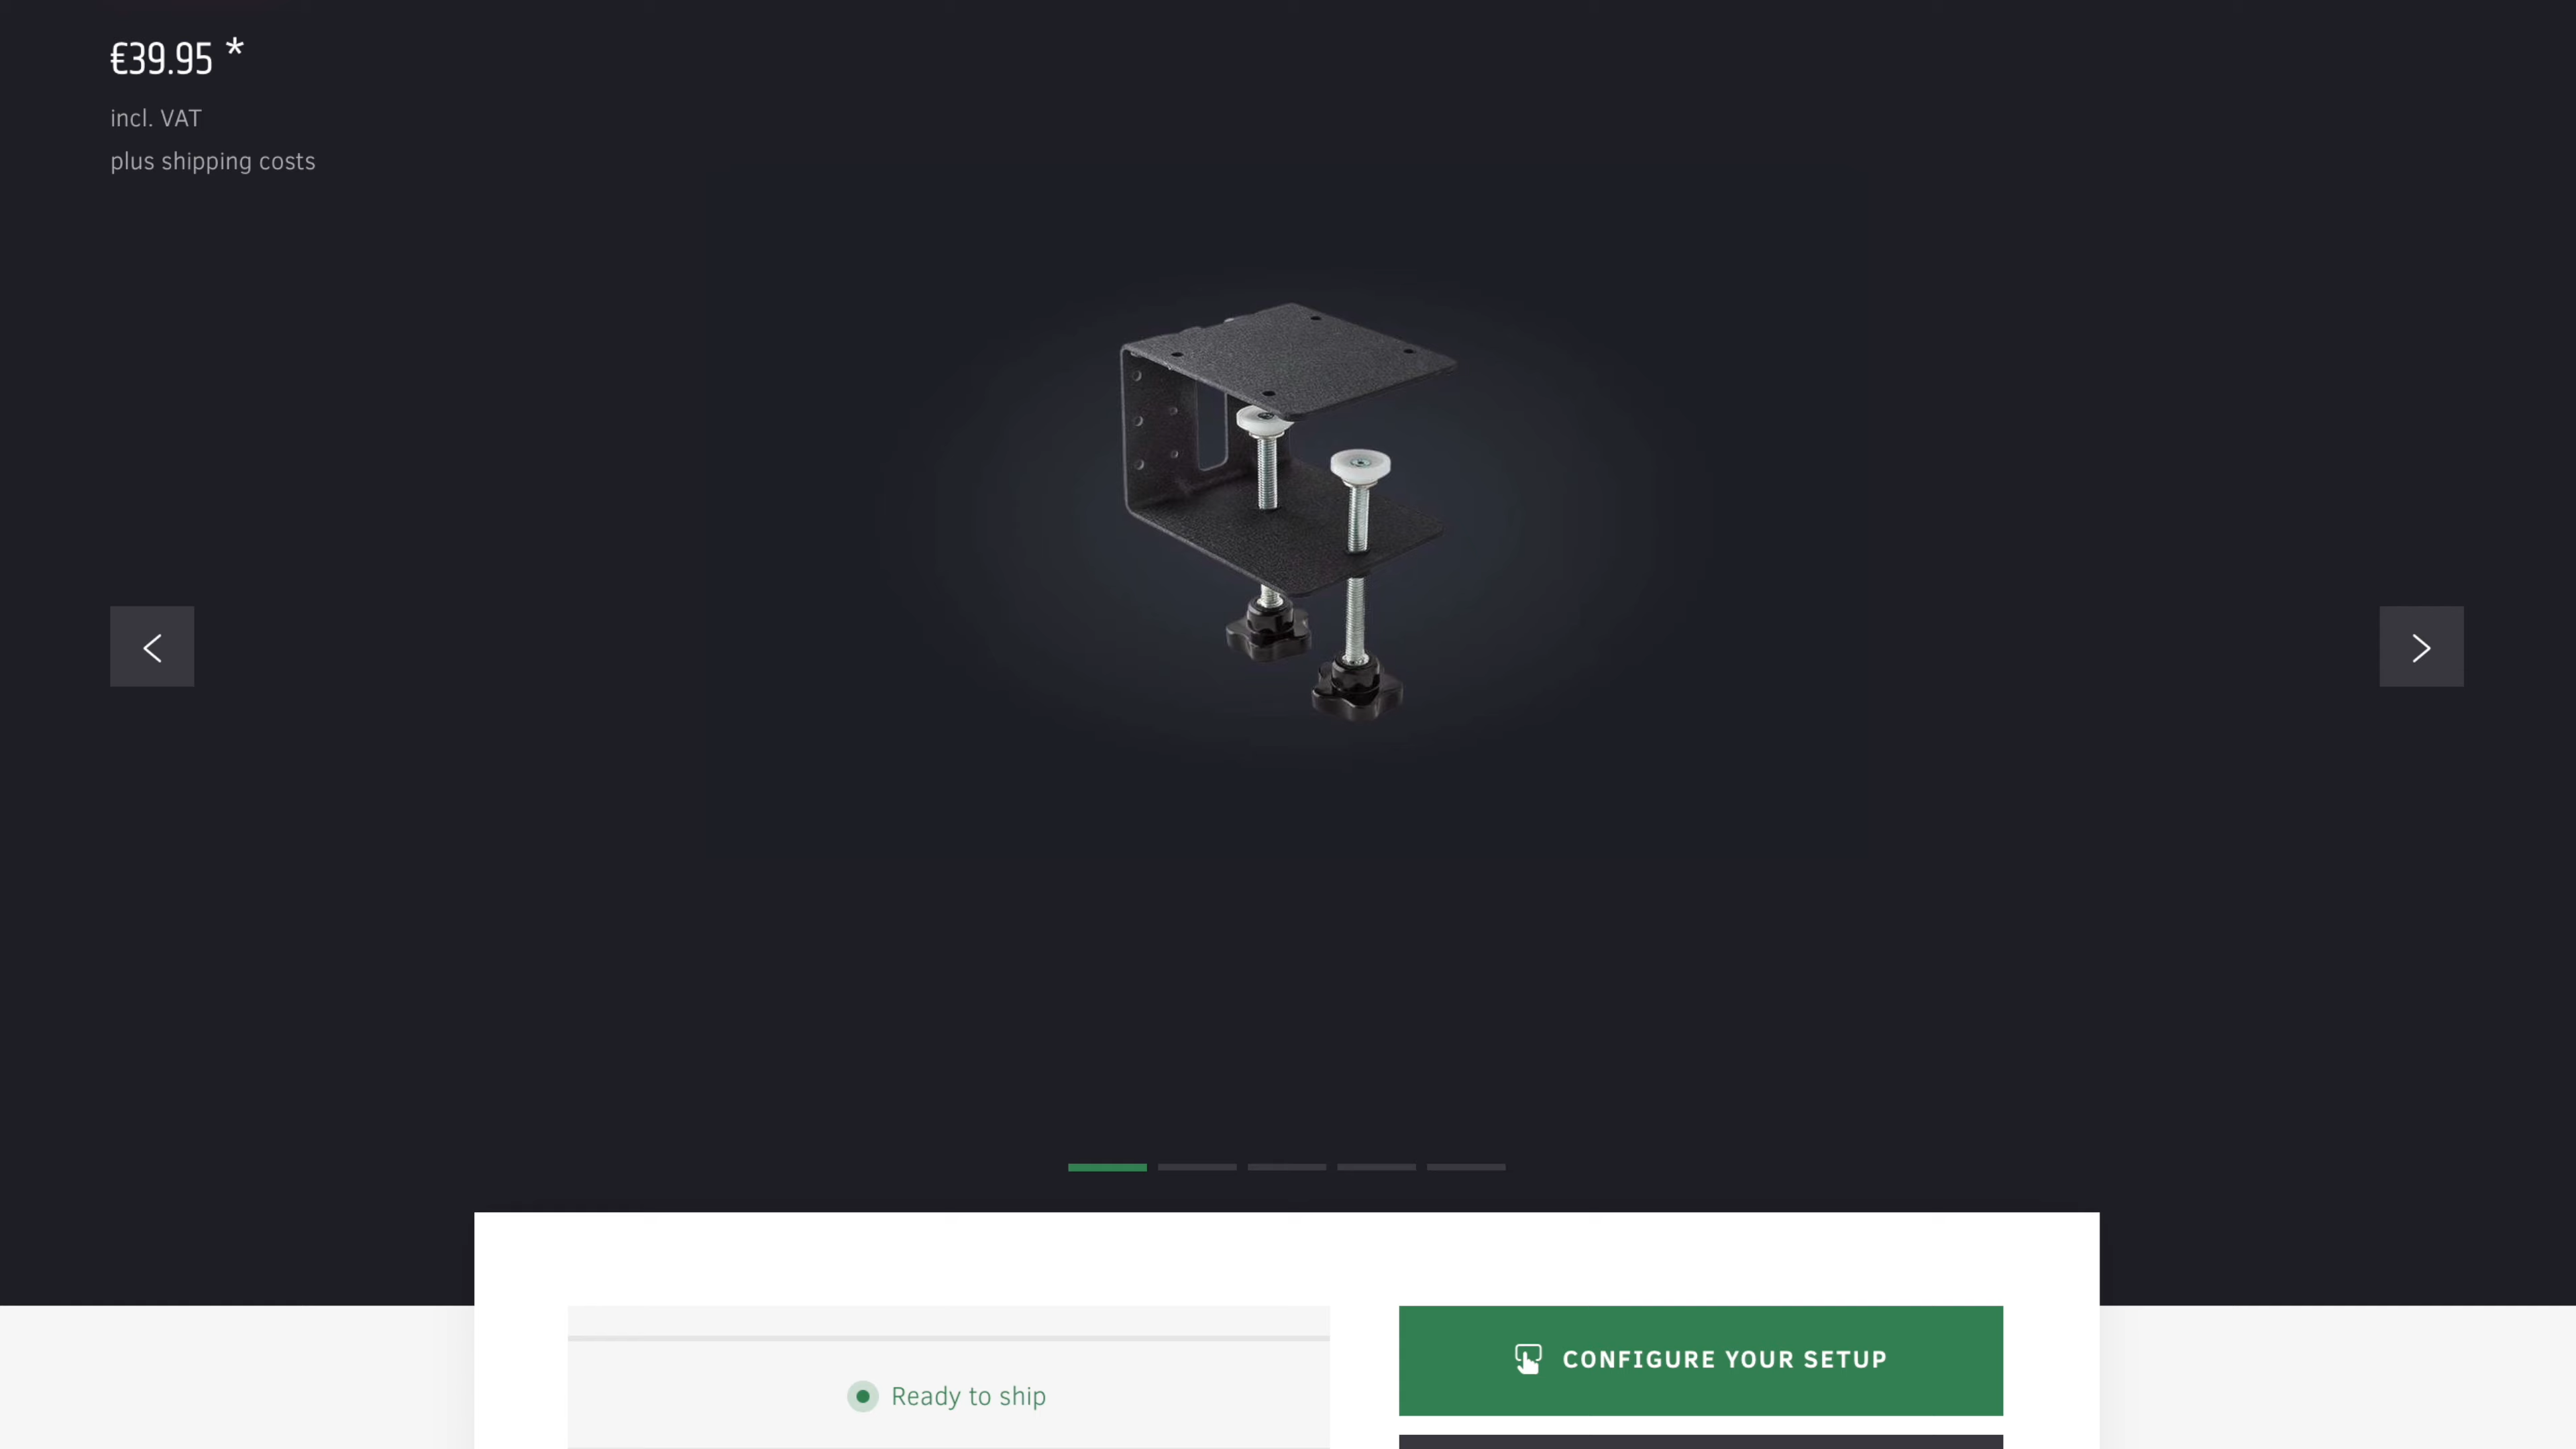 €39.95 *
incl. VAT
plus shipping costs
CONFIGURE YOUR SETUP
Ready to ship